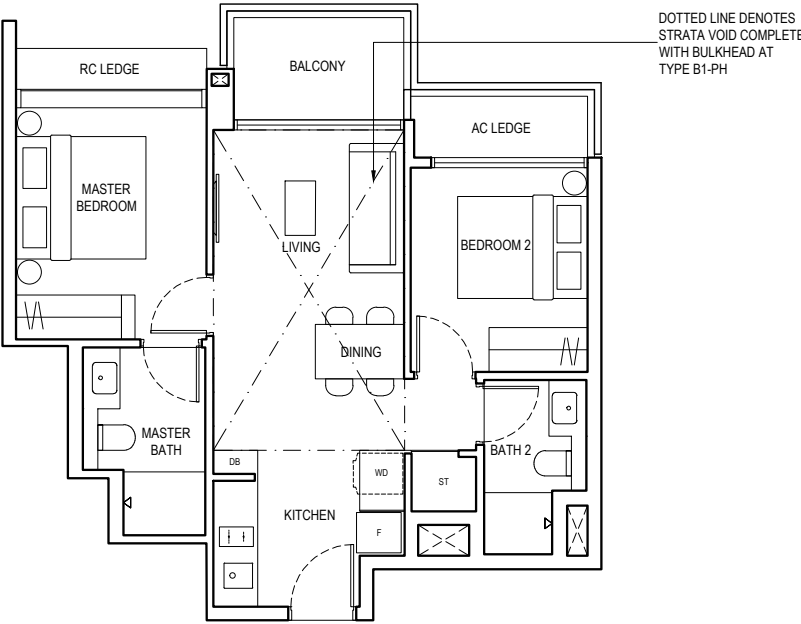 DOTTED LINE DENOTES
STRATA VOID COMPLETE
WITH BULKHEAD AT
TYPE B1-PH
RC LEDGE
BALCONY
AC LEDGE
MASTER
BEDROOM
LIVING
BEDROOM 2
DINING
MASTER
BATH
BATH 2
DB
WD
ST
KITCHEN
F